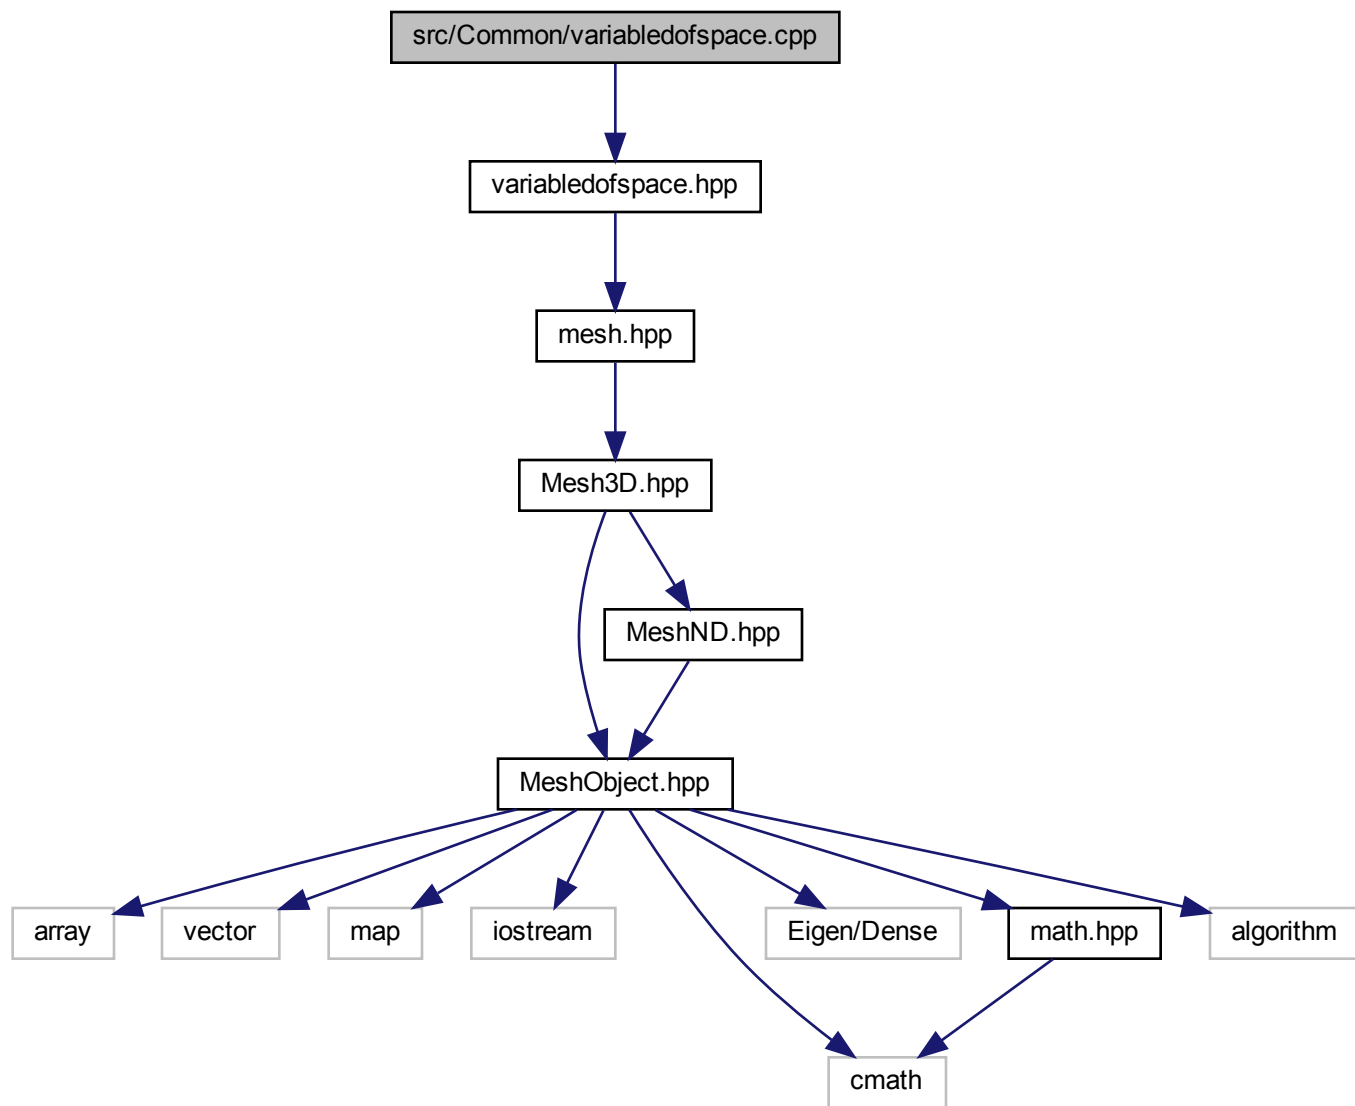 src/Common/variabledofspace.cpp
variabledofspace.hpp
mesh.hpp
Mesh3D.hpp
MeshND.hpp
MeshObject.hpp
array
vector
map
iostream
Eigen/Dense
math.hpp
algorithm
cmath